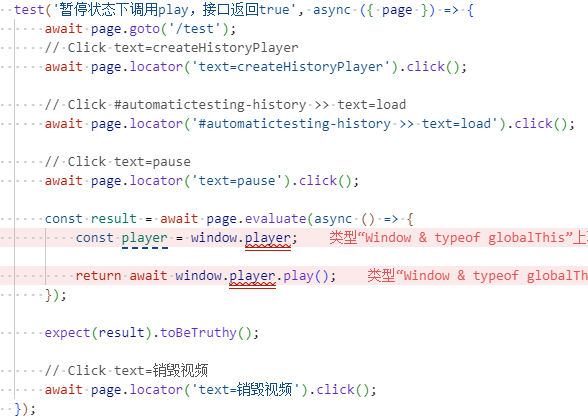 test('暂停状态下调用play，接口返回true', async ({ page }) => {
await page.goto('/test');
// Click text=createHistoryPlayer
await page.locator('text=createHistoryPlayer').click();
// Click #automatictesting-history >> text=load
await page.locator('#automatictesting-history >> text=load').click();
// Click text=pause
await page.locator('text=pause').click();
const result = await page.evaluate(async () => {
const player = window.player; 类型“Window & typeof globalThis”上
return await window.player.play(); 类型“Window & typeof globalTh
});
expect(result).toBeTruthy();
// Click text=销毁视频
await page.locator('text=销毁视频').click();
});